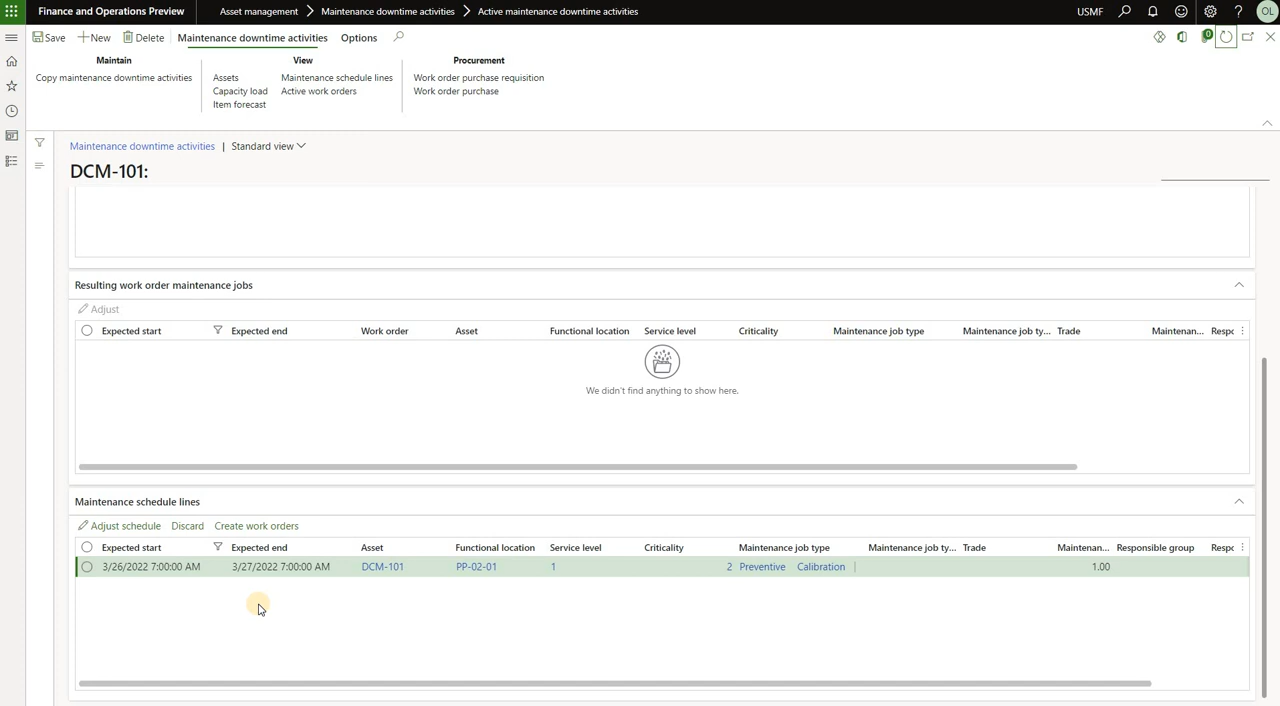 Finance and Operations Preview Asset management Maintenance downtime activities Active maintenance downtime activities USMF ? OL
Save New Delete Maintenance downtime activities Options 0
Maintain View Procurement
Copy maintenance downtime activities Assets Maintenance schedule lines Work order purchase requisition
Capacity load Active work orders Work order purchase
Item forecast
Maintenance downtime activities | Standard view
DCM-101:
Resulting work order maintenance jobs
Adjust
Expected start Expected end Work order Asset Functional location Service level Criticality Maintenance job type Maintenance job ty... Trade Maintenan... Respc
We didn't find anything to show here.
Maintenance schedule lines
Adjust schedule Discard Create work orders
Expected start Expected end Asset Functional location Service level Criticality Maintenance job type Maintenance job ty... Trade Maintenan... Responsible group Respc
3/26/2022 7:00:00 AM 3/27/2022 7:00:00 AM DCM-101 PP-02-01 1 2 Preventive Calibration | 1.00